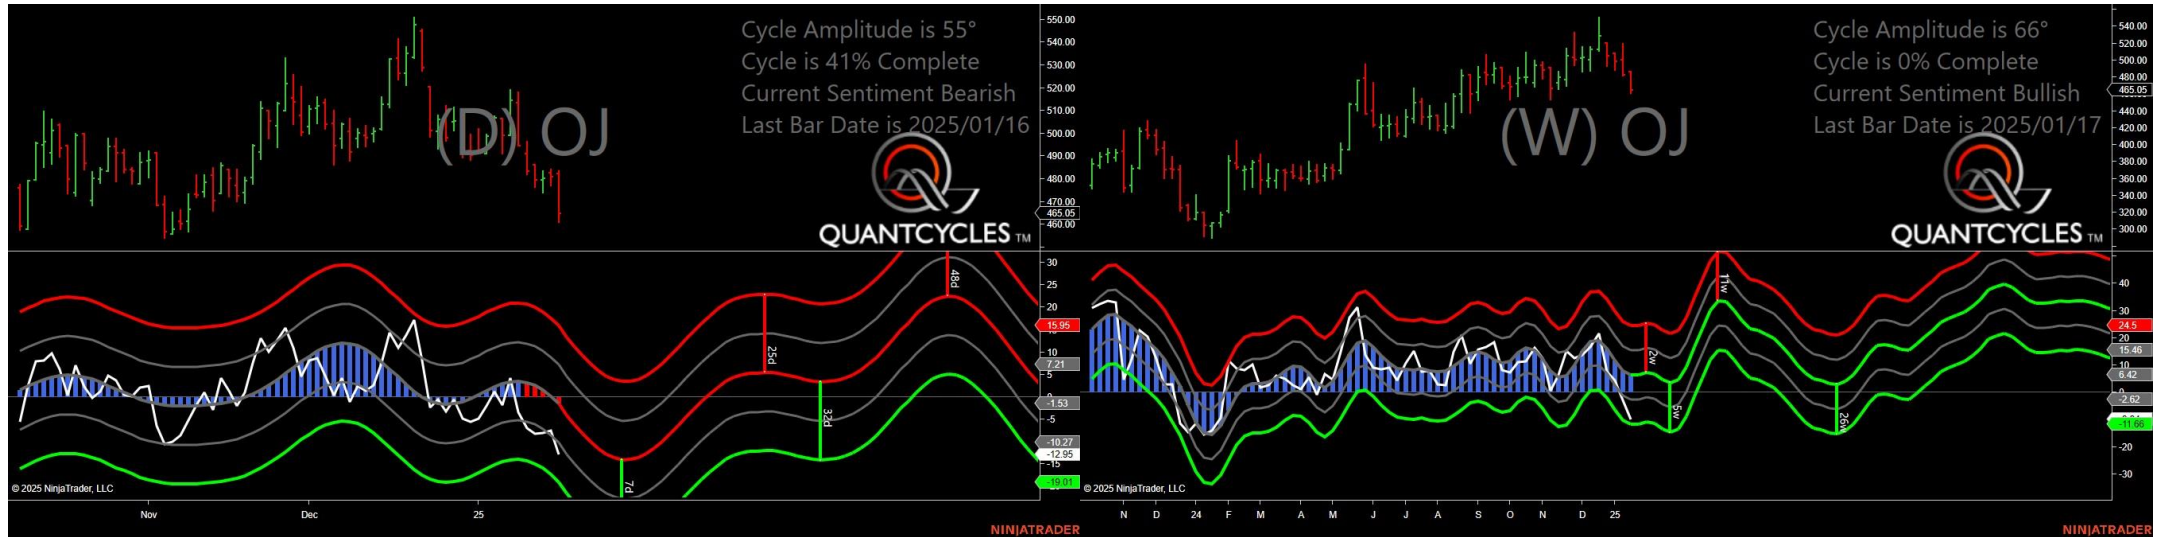 Cycle Amplitude is 55°
Cycle is 41% Complete
Current Sentiment Bearish
Last Bar Date is 2025/01/16
(D) OJ
QUANTCYCLES TM
550.00
540.00
530.00
520.00
510.00
500.00
490.00
480.00
470.00
465.05
460.00
30
25
20
15.95
10
7.21
5
-1.53
-5
-10.27
-12.95
-15
-19.01
7d
25d
32d
48d
© 2025 NinjaTrader, LLC
Nov Dec 25
NINJATRADER
Cycle Amplitude is 66°
Cycle is 0% Complete
Current Sentiment Bullish
Last Bar Date is 2025/01/17
(W) OJ
QUANTCYCLES TM
540.00
520.00
500.00
480.00
465.05
440.00
420.00
400.00
380.00
360.00
340.00
320.00
300.00
40
30
24.5
20
15.46
10
6.42
0
-2.62
-11.66
-20
-30
2w
5w
11w
26w
© 2025 NinjaTrader, LLC
N D 24 F M A M J J A S O N D 25
NINJATRADER